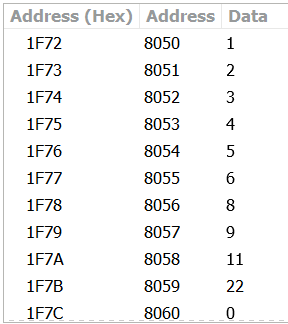 Address (Hex) Address Data
1F72 8050 1
1F73 8051 2
1F74 8052 3
1F75 8053 4
1F76 8054 5
1F77 8055 6
1F78 8056 8
1F79 8057 9
1F7A 8058 11
1F7B 8059 22
1F7C 8060 0